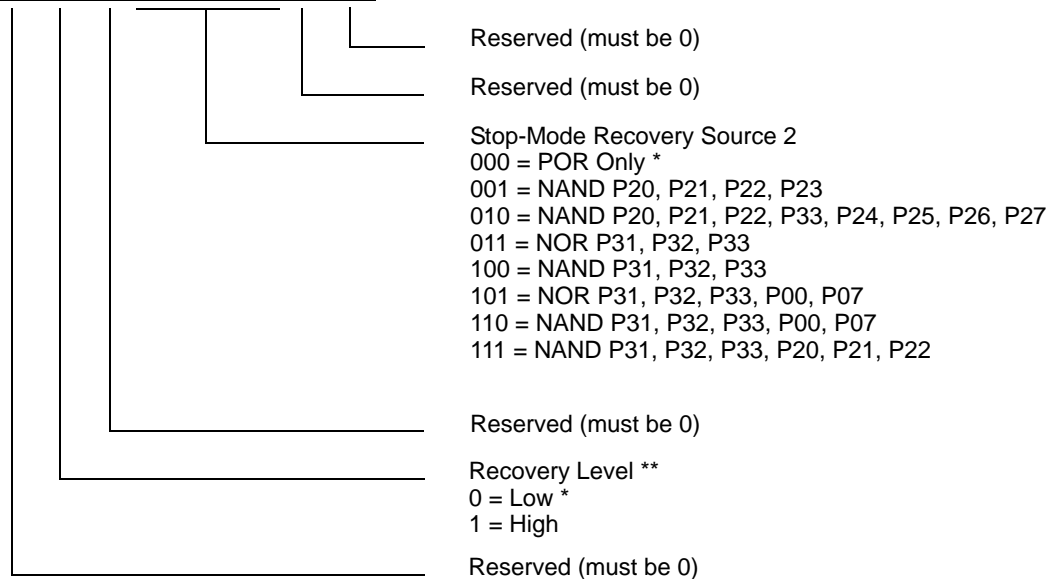 Reserved (must be 0)
Reserved (must be 0)
Stop-Mode Recovery Source 2
000 = POR Only *
001 = NAND P20, P21, P22, P23
010 = NAND P20, P21, P22, P33, P24, P25, P26, P27
011 = NOR P31, P32, P33
100 = NAND P31, P32, P33
101 = NOR P31, P32, P33, P00, P07
110 = NAND P31, P32, P33, P00, P07
111 = NAND P31, P32, P33, P20, P21, P22
Reserved (must be 0)
Recovery Level **
0 = Low *
1 = High
Reserved (must be 0)